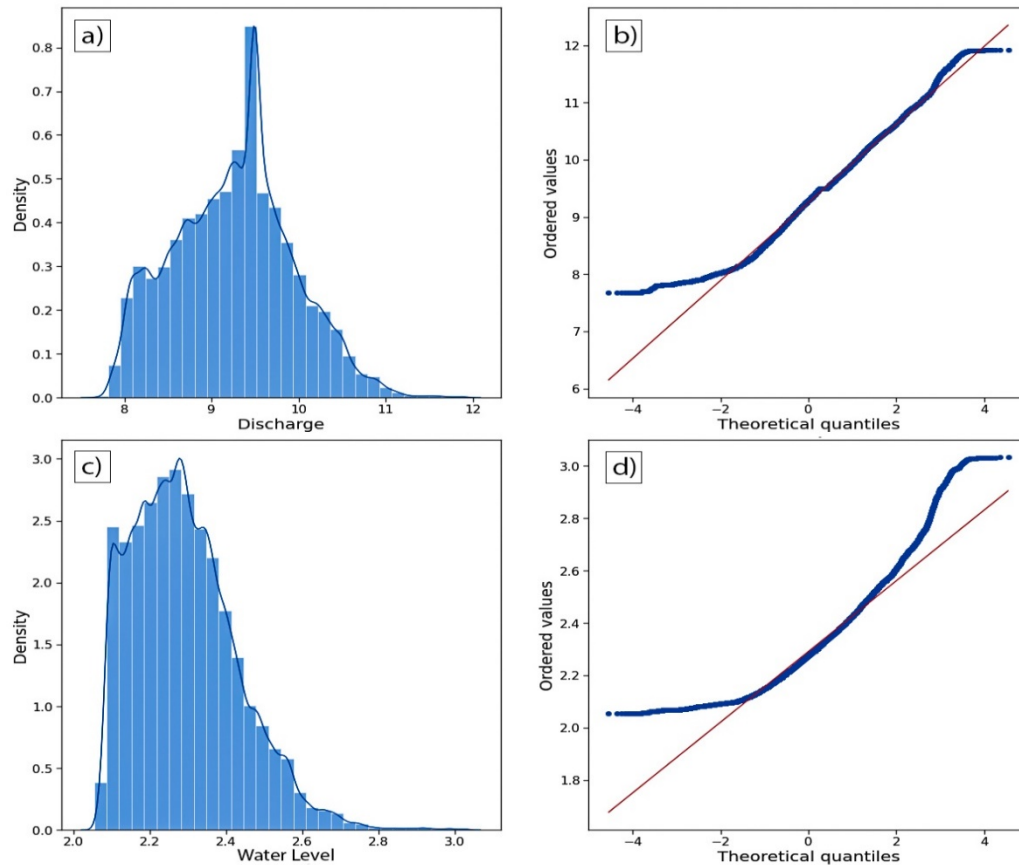 a)
Density
0.8
0.7
0.6
0.5
0.4
0.3
0.2
0.1
0.0
8 9 10 11 12
Discharge
b)
Ordered values
12
11
10
9
8
7
6
−4 −2 0 2 4
Theoretical quantiles
c)
Density
3.0
2.5
2.0
1.5
1.0
0.5
0.0
2.0 2.2 2.4 2.6 2.8 3.0
Water Level
d)
Ordered values
3.0
2.8
2.6
2.4
2.2
2.0
1.8
−4 −2 0 2 4
Theoretical quantiles